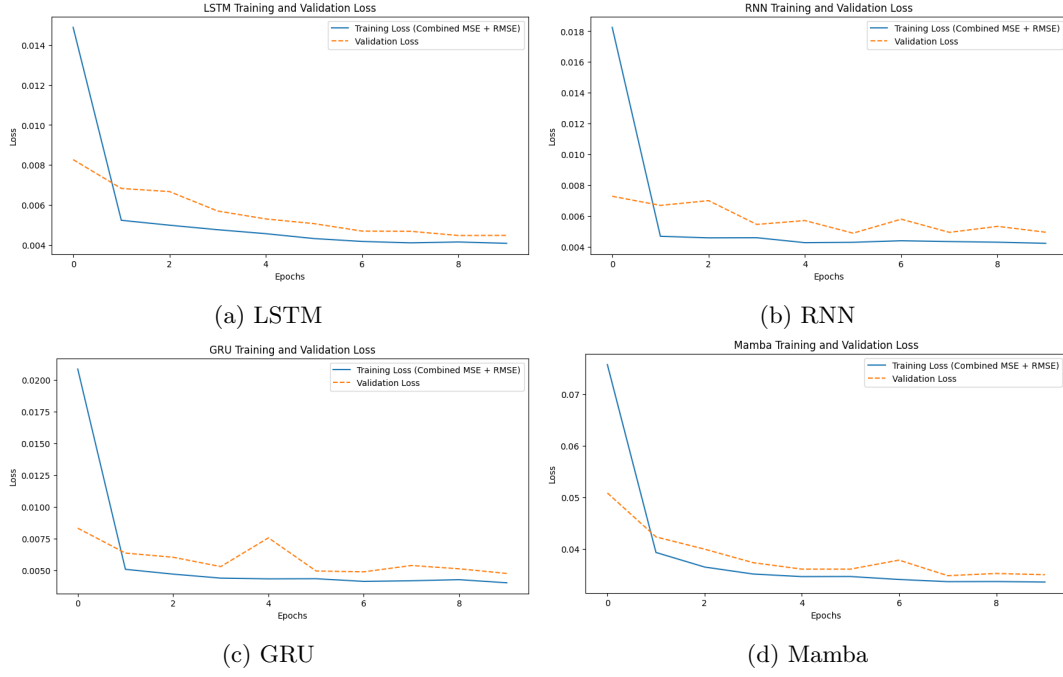 LSTM Training and Validation Loss
Training Loss (Combined MSE + RMSE)
Validation Loss
0.014
0.012
0.010
0.008
0.006
0.004
Loss
0 2 4 6 8
Epochs
(a) LSTM
RNN Training and Validation Loss
Training Loss (Combined MSE + RMSE)
Validation Loss
0.018
0.016
0.014
0.012
0.010
0.008
0.006
0.004
Loss
0 2 4 6 8
Epochs
(b) RNN
GRU Training and Validation Loss
Training Loss (Combined MSE + RMSE)
Validation Loss
0.0200
0.0175
0.0150
0.0125
0.0100
0.0075
0.0050
Loss
0 2 4 6 8
Epochs
(c) GRU
Mamba Training and Validation Loss
Training Loss (Combined MSE + RMSE)
Validation Loss
0.07
0.06
0.05
0.04
Loss
0 2 4 6 8
Epochs
(d) Mamba